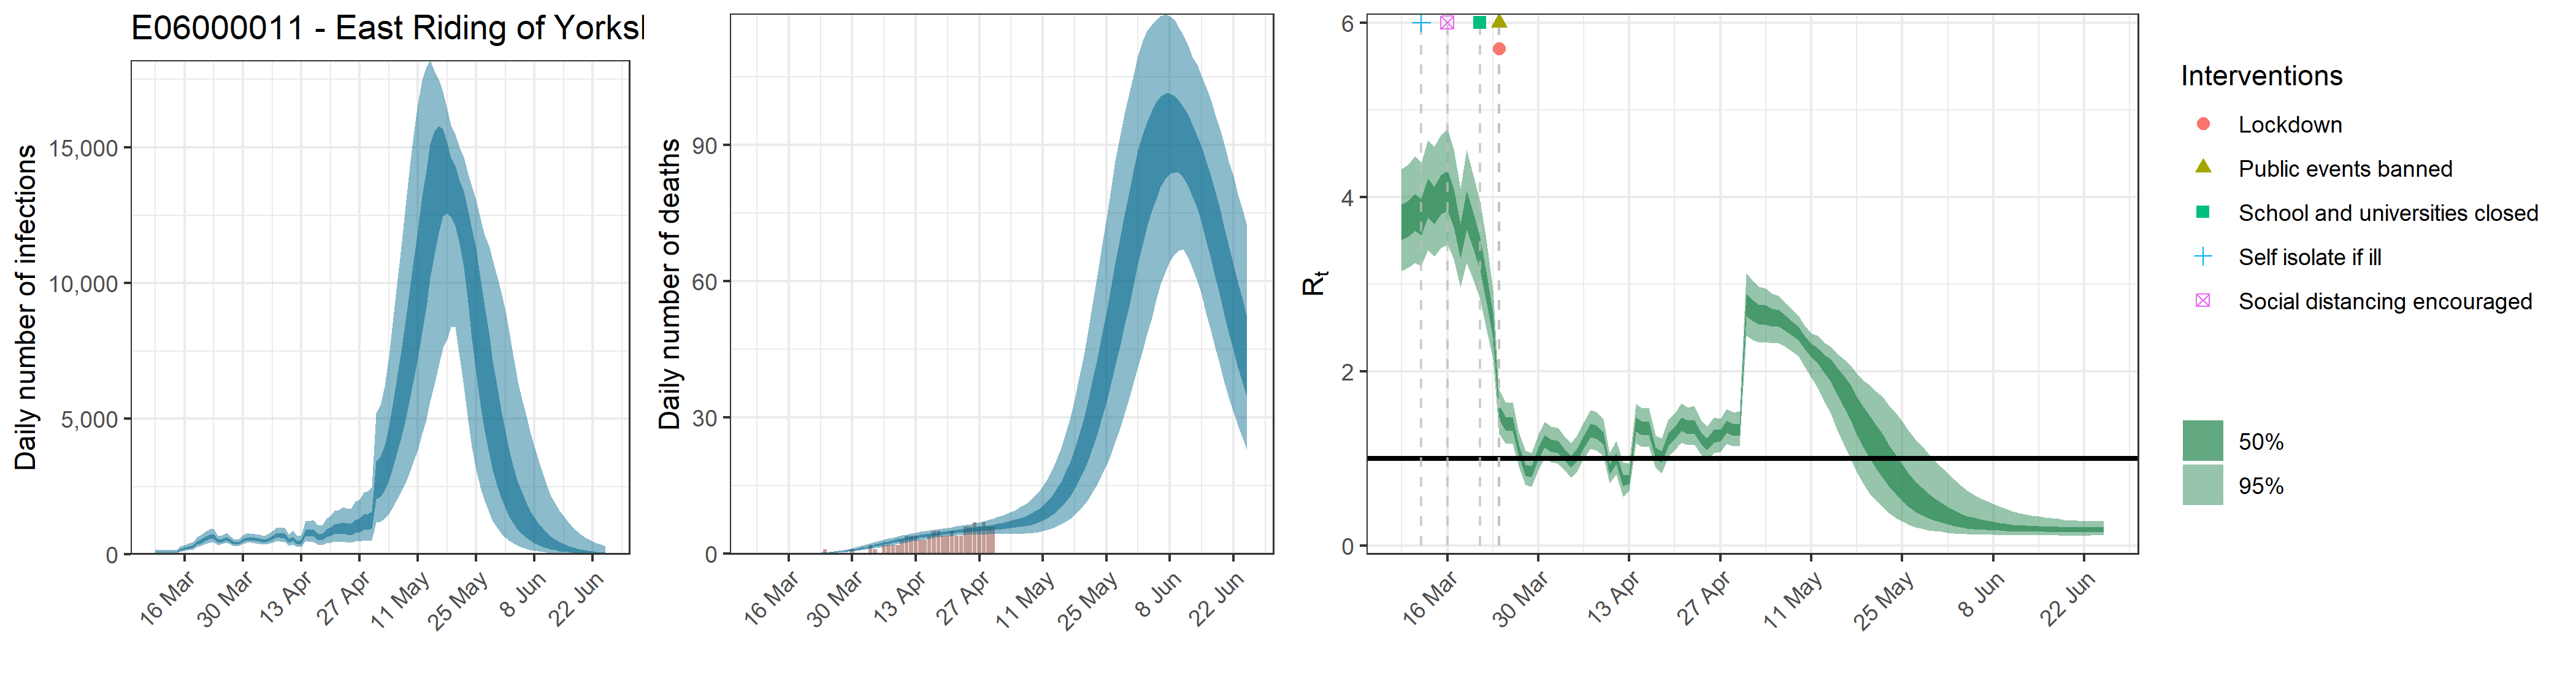 E06000011 - East Riding of Yorks
Daily number of infections
15,000
10,000
5,000
0
16 Mar
30 Mar
13 Apr
27 Apr
11 May
25 May
8 Jun
22 Jun
Daily number of deaths
90
60
30
0
16 Mar
30 Mar
13 Apr
27 Apr
11 May
25 May
8 Jun
22 Jun
Rt
6
4
2
0
16 Mar
30 Mar
13 Apr
27 Apr
11 May
25 May
8 Jun
22 Jun
Interventions
Lockdown
Public events banned
School and universities closed
Self isolate if ill
Social distancing encouraged
50%
95%